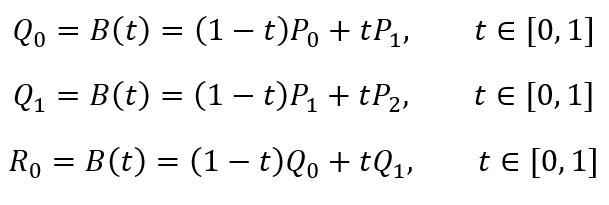 Q₀ = B(t) = (1 − t)P₀ + tP₁, t ∈ [0, 1]
Q₁ = B(t) = (1 − t)P₁ + tP₂, t ∈ [0, 1]
R₀ = B(t) = (1 − t)Q₀ + tQ₁, t ∈ [0, 1]